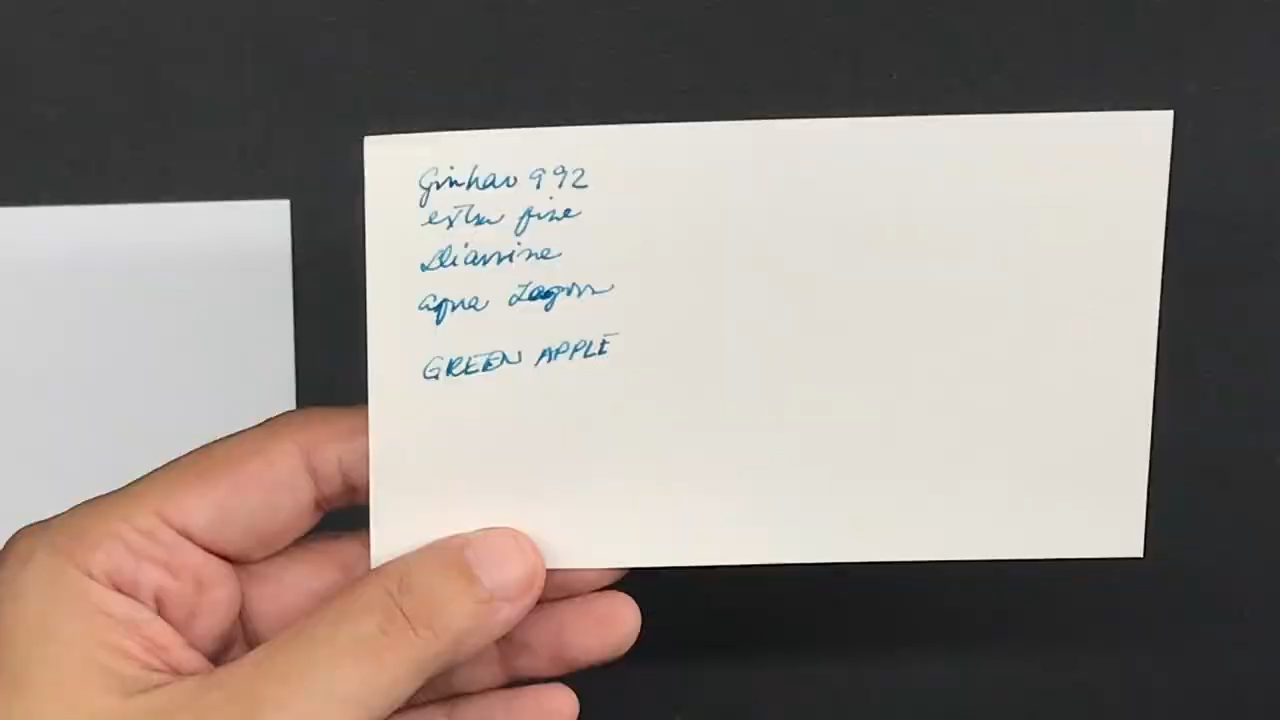 Jinhao 992
extra fine
Diamine
aqua Lagoon
GREEN APPLE